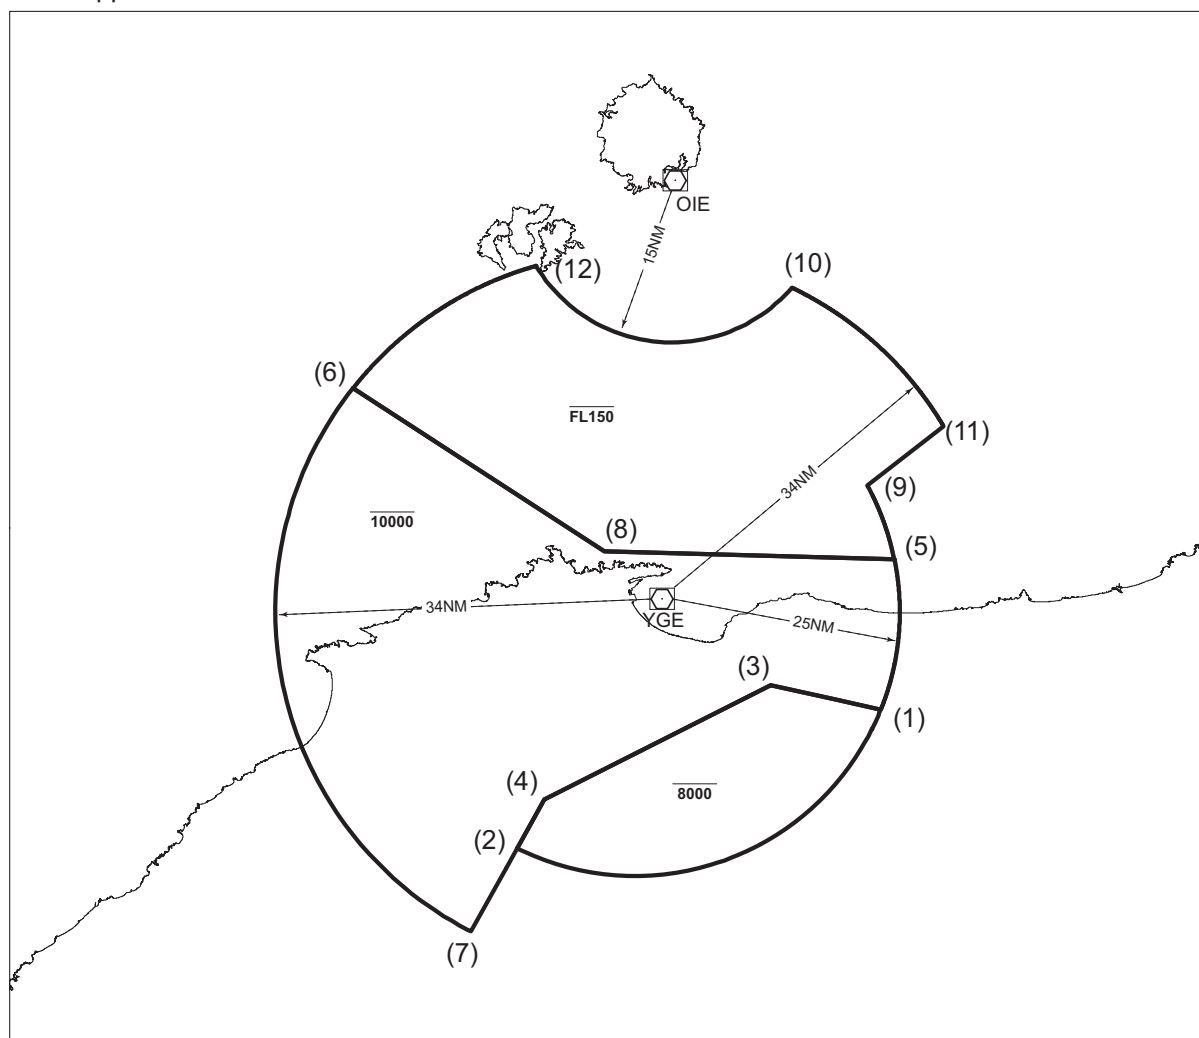 OIE
15NM
(12)
(10)
(6)
FL150
(11)
34NM
(9)
10000
(8)
(5)
34NM
YGE
25NM
(3)
(1)
(4)
8000
(2)
(7)